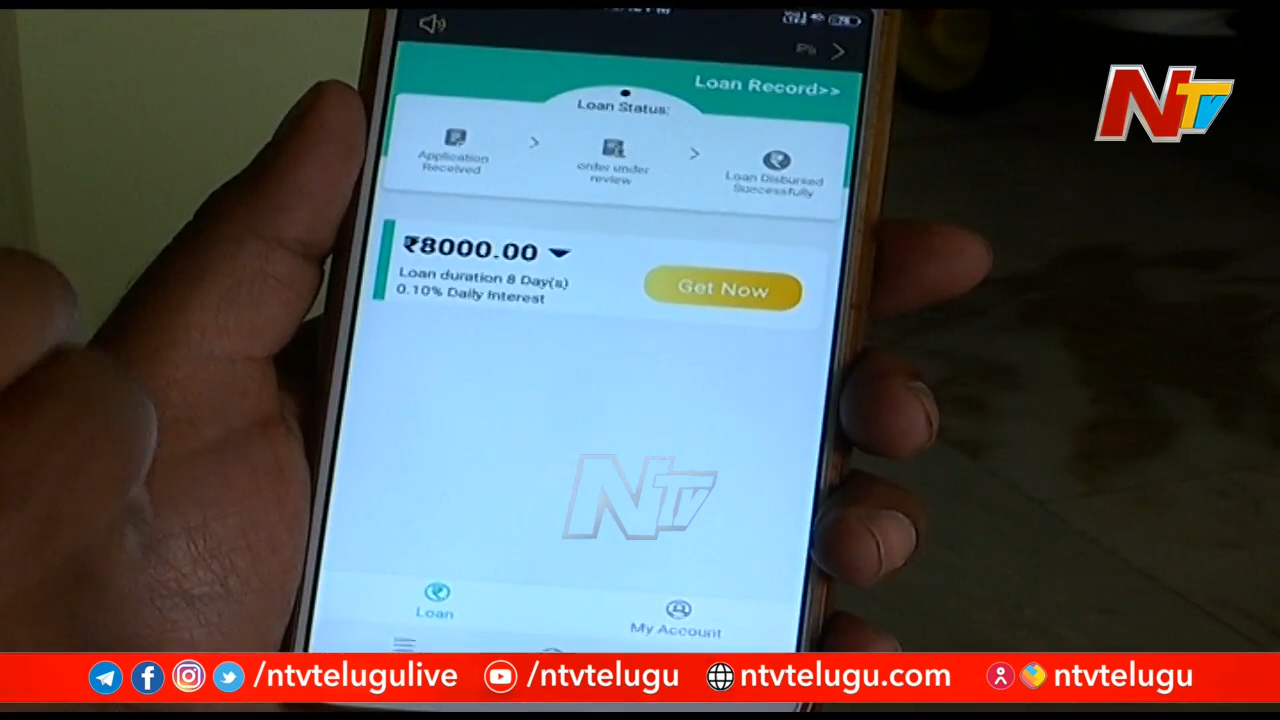 Loan Record>>
NTV
Loan Status:
Application
Received
order under
review
Loan Disbursed
Successfully
₹8000.00
Loan duration 8 Day(s)
0.10% Daily Interest
Get Now
NTV
Loan
My Account
/ntvtelugulive
/ntvtelugu
ntvtelugu.com
ntvtelugu